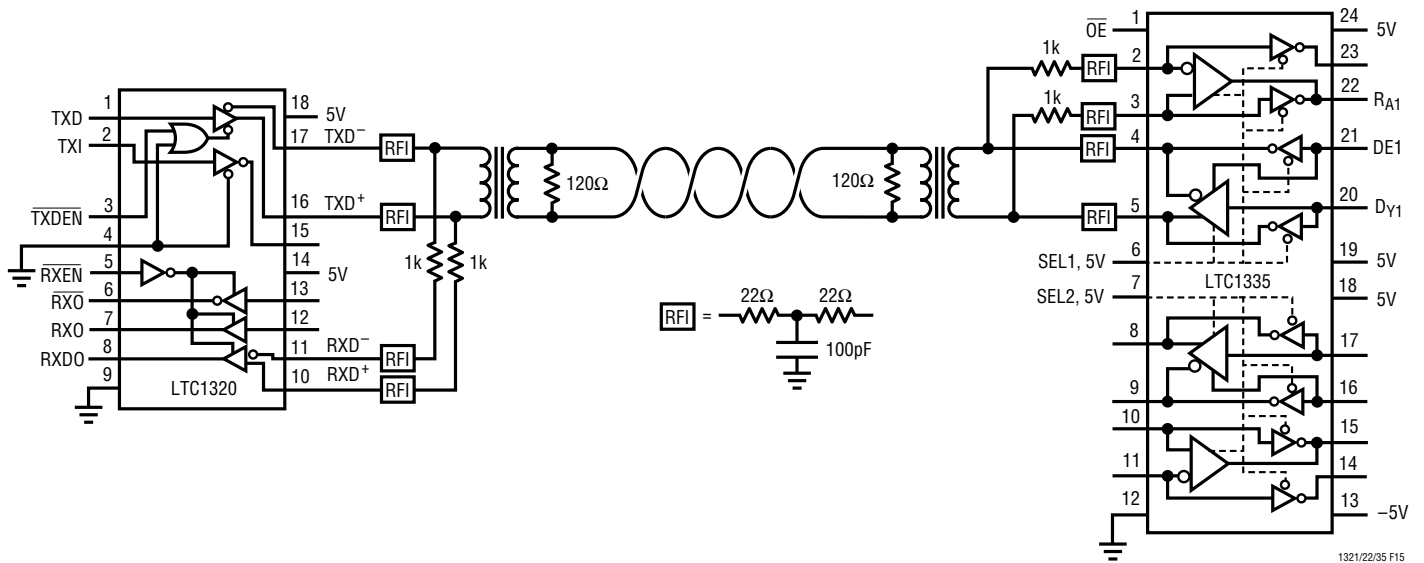 1
TXD
2
TXI
3
T̅X̅D̅E̅N̅
4
5
R̅X̅E̅N̅
6
R̅X̅O̅
7
RXO
8
RXDO
9
LTC1320
18
5V
17
TXD⁻
16
TXD⁺
15
14
5V
13
12
11
RXD⁻
10
RXD⁺
RFI
RFI
RFI
RFI
1k
1k
120Ω
120Ω
RFI
=
22Ω
22Ω
100pF
1k
RFI
1k
RFI
RFI
RFI
1
O̅E̅
2
3
4
5
6
SEL1, 5V
7
SEL2, 5V
8
9
10
11
12
LTC1335
24
5V
23
22
RA1
21
DE1
20
DY1
19
5V
18
5V
17
16
15
14
13
–5V
1321/22/35 F15